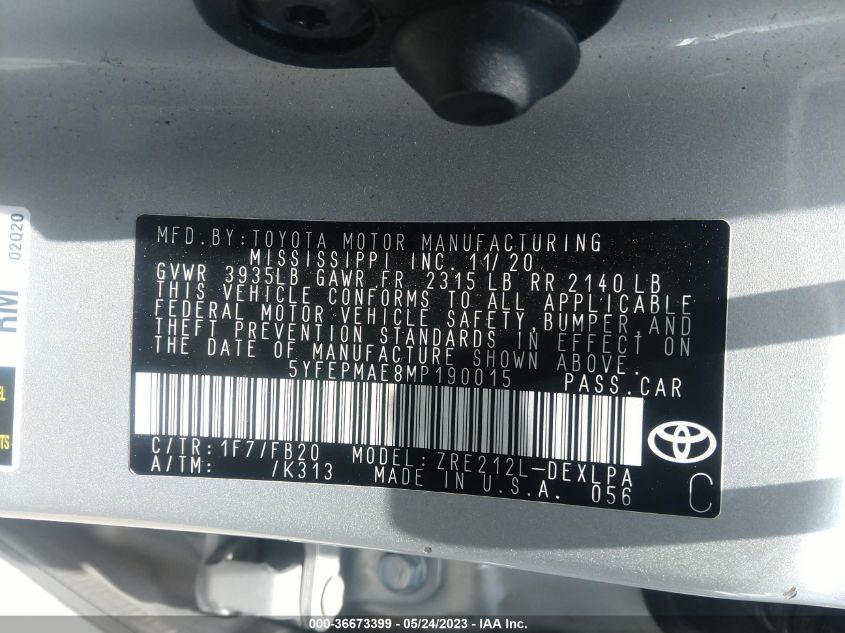 MFD. BY: TOYOTA MOTOR MANUFACTURING
MISSISSIPPI INC. 11/20
GVWR 3935LB GAWR FR 2315 LB RR 2140 LB
THIS VEHICLE CONFORMS TO ALL APPLICABLE
FEDERAL MOTOR VEHICLE SAFETY, BUMPER, AND
THEFT PREVENTION STANDARDS IN EFFECT ON
THE DATE OF MANUFACTURE SHOWN ABOVE.
5YFEPMAE8MP190015 PASS. CAR
C/TR: 1F7/FB20 MODEL: ZRE212L-DEXLPA
A/TM: /K313 MADE IN U.S.A. 056
C
02Q20
RM
000-36673399 - 05/24/2023 - IAA Inc.